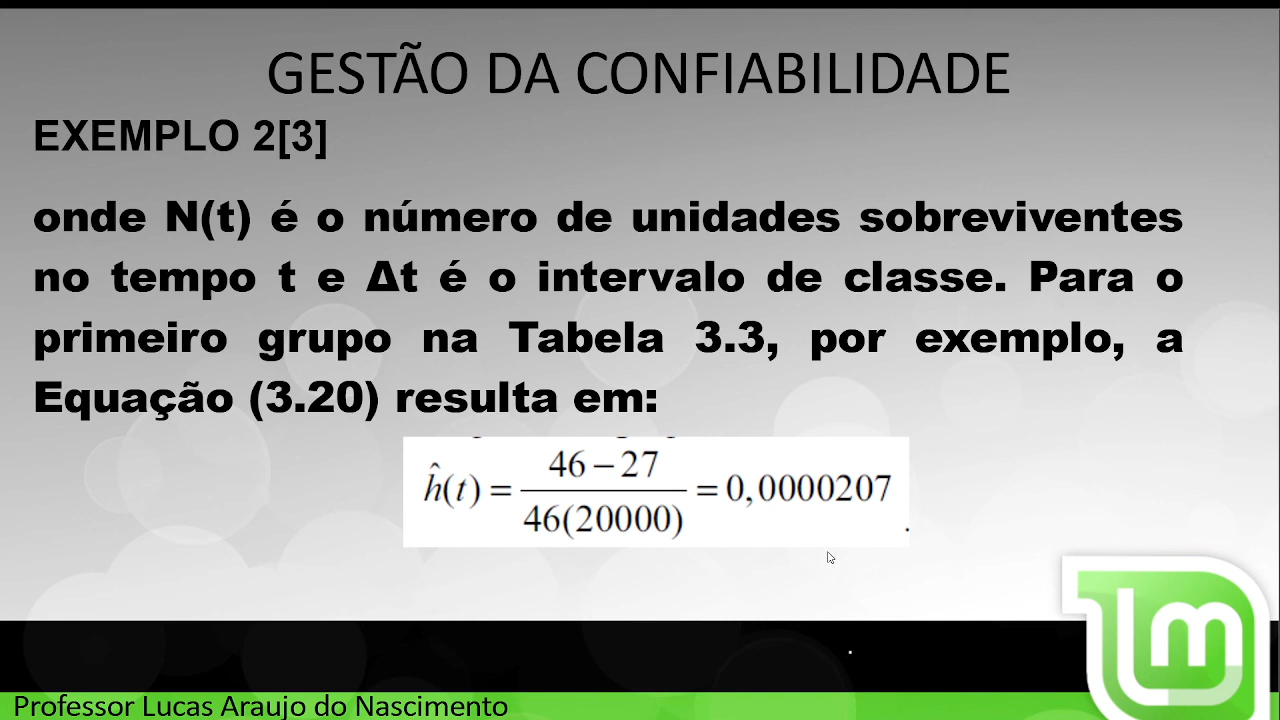 GESTÃO DA CONFIABILIDADE
EXEMPLO 2[3]
onde N(t) é o número de unidades sobreviventes
no tempo t e Δt é o intervalo de classe. Para o
primeiro grupo na Tabela 3.3, por exemplo, a
Equação (3.20) resulta em:
ĥ(t) = (46 – 27) / 46(20000) = 0,0000207 .
lm
Professor Lucas Araujo do Nascimento